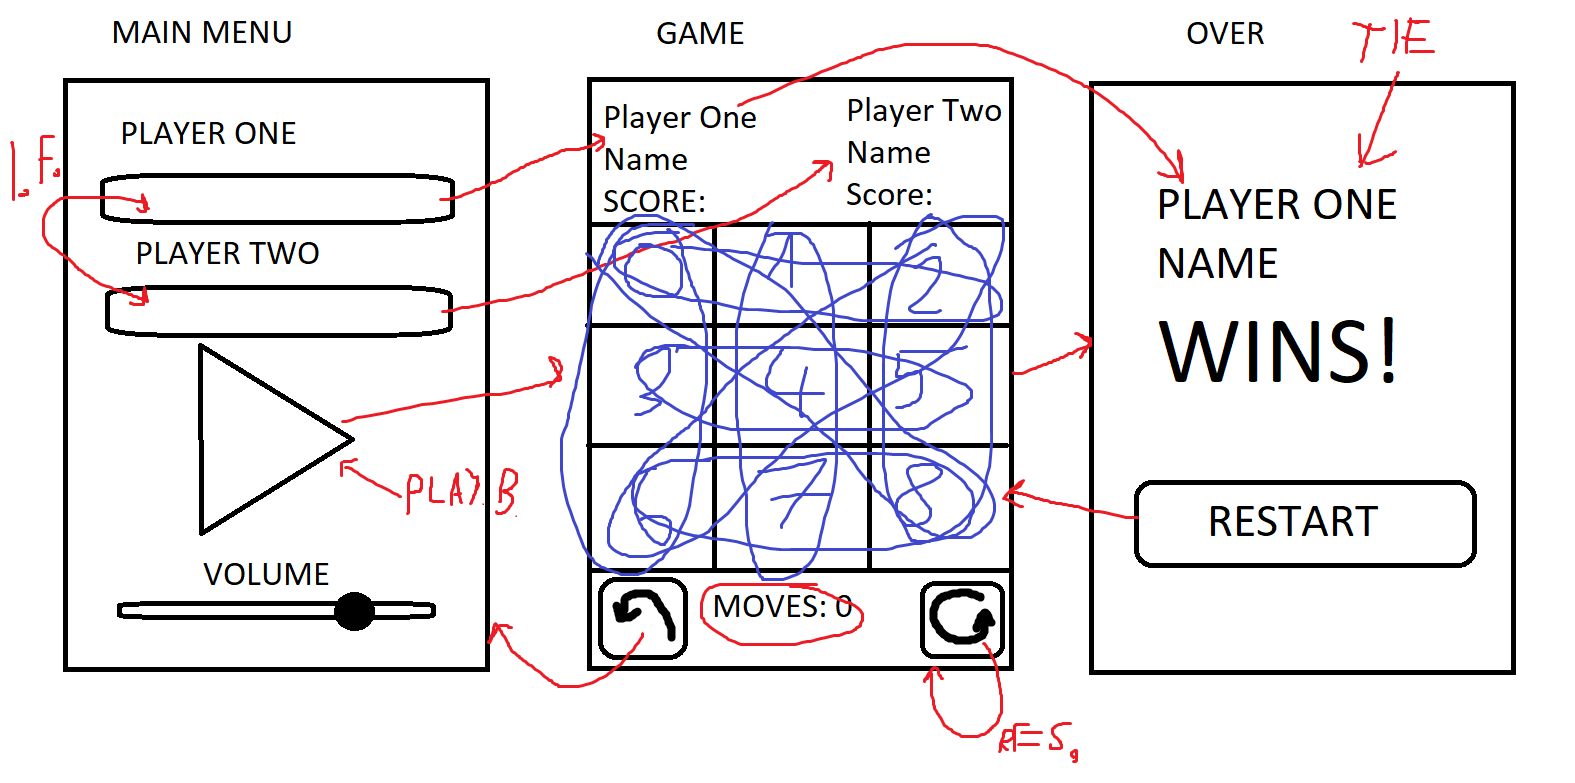 MAIN MENU
GAME
OVER
TIE
PLAYER ONE
I.F.
PLAYER TWO
PLAY.B
VOLUME
Player One
Name
SCORE:
Player Two
Name
Score:
0 1 2
3 4 5
6 7 8
MOVES: 0
PLAYER ONE
NAME
WINS!
RESTART